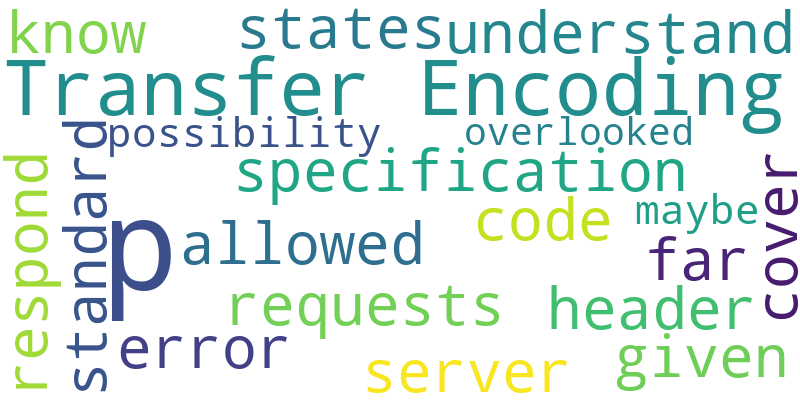 know
states
understand
Transfer Encoding
possibility
overlooked
standard
respond
specification
cover
p
allowed
code
maybe
far
requests
header
error
server
given